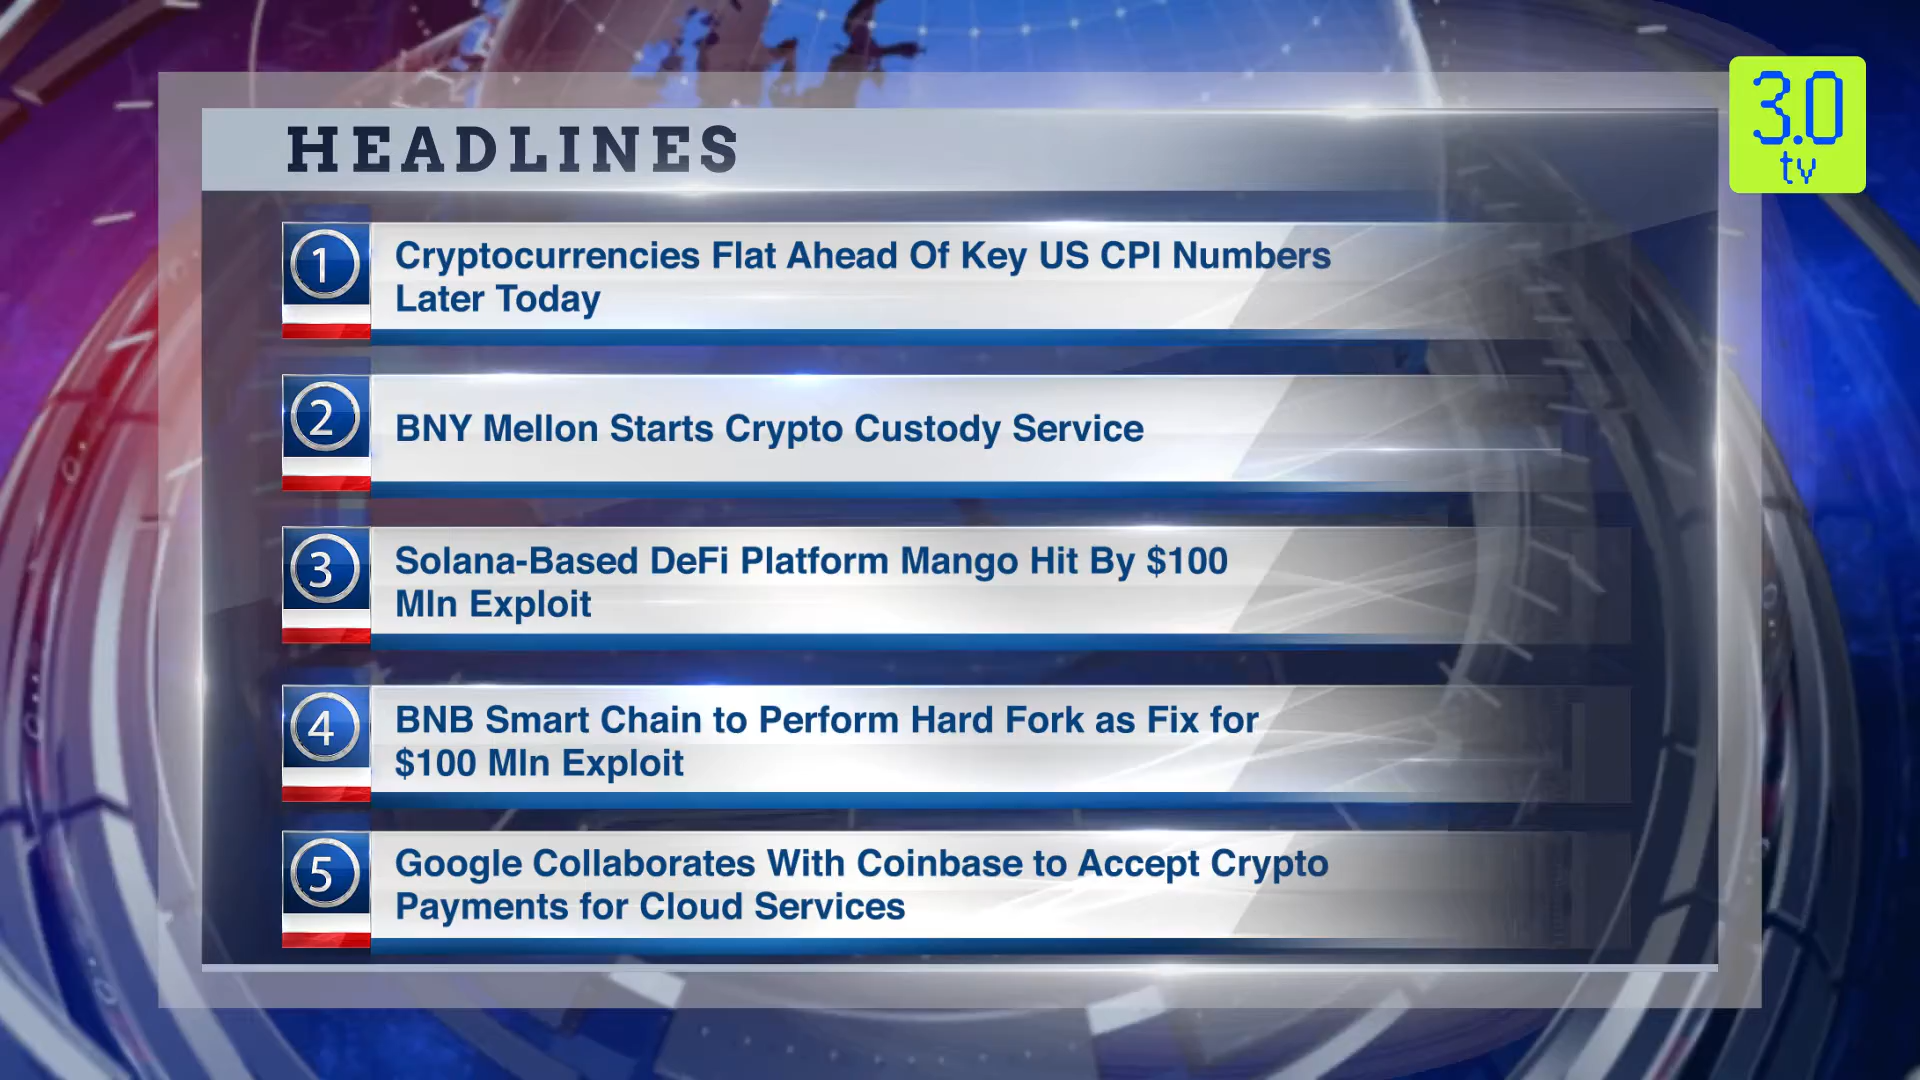 HEADLINES
3.0
tv
1
Cryptocurrencies Flat Ahead Of Key US CPI Numbers
Later Today
2
BNY Mellon Starts Crypto Custody Service
3
Solana-Based DeFi Platform Mango Hit By $100
Mln Exploit
4
BNB Smart Chain to Perform Hard Fork as Fix for
$100 Mln Exploit
5
Google Collaborates With Coinbase to Accept Crypto
Payments for Cloud Services